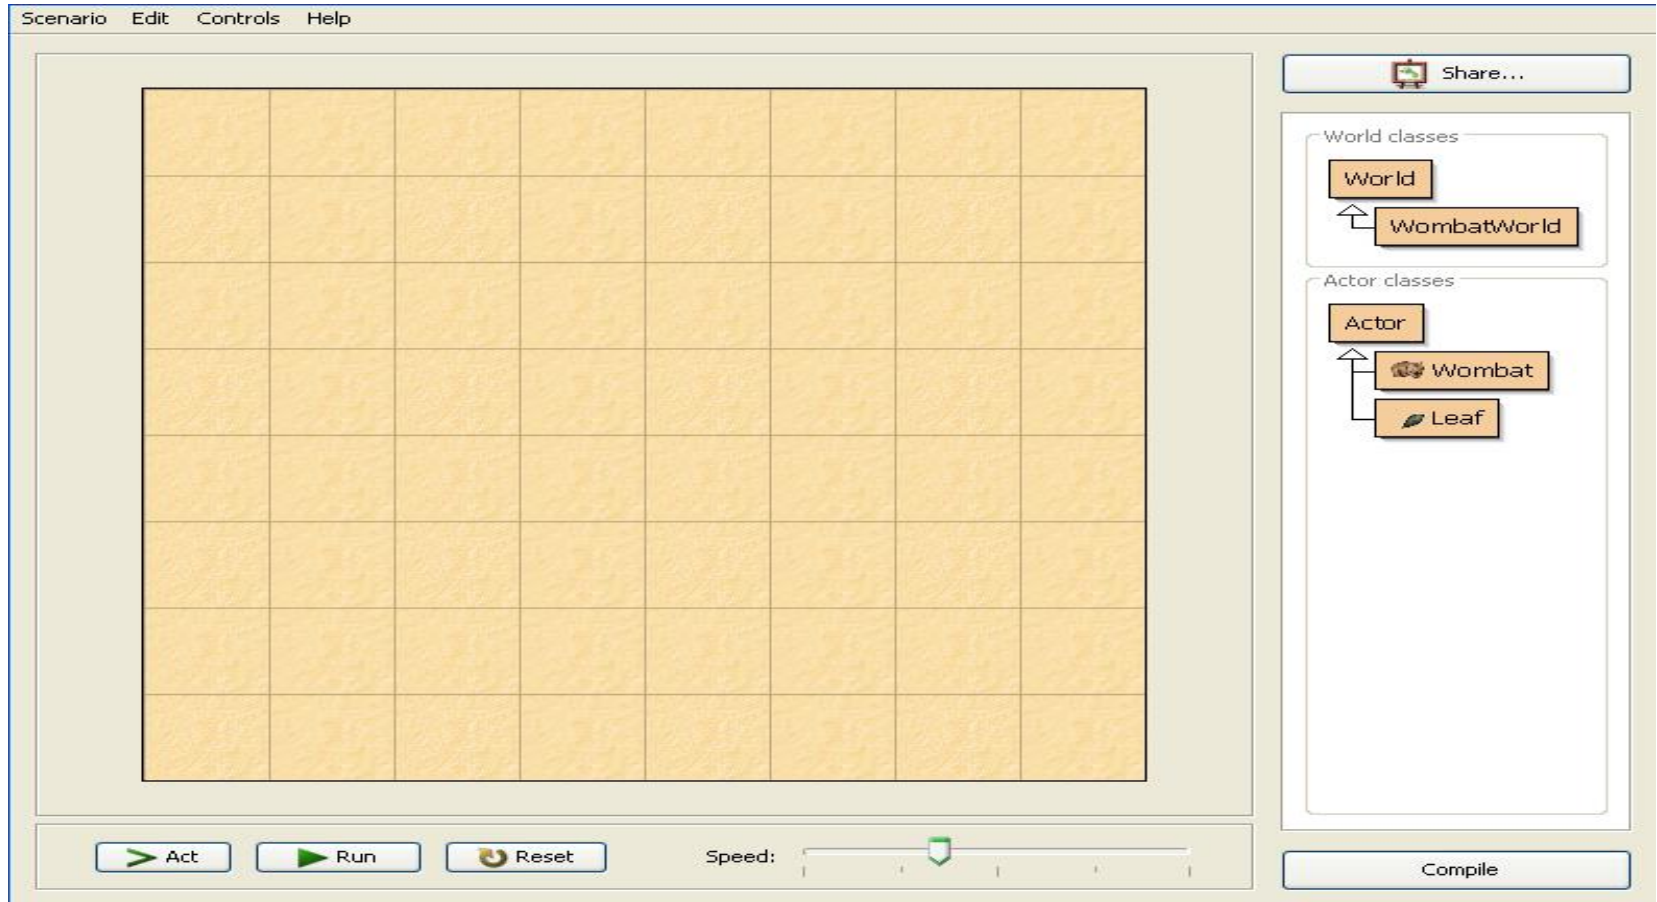 Scenario Edit Controls Help
Share...
World classes
World
WombatWorld
Actor classes
Actor
Wombat
Leaf
Act Run Reset Speed:
Compile